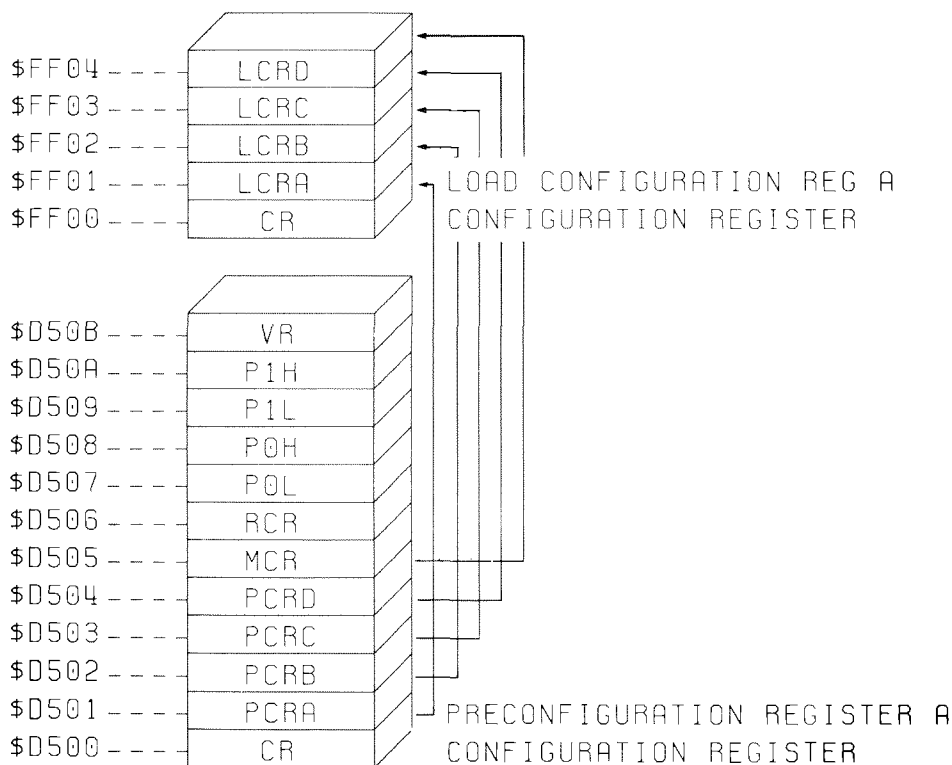 $FF04 LCRD
$FF03 LCRC
$FF02 LCRB
$FF01 LCRA LOAD CONFIGURATION REG A
$FF00 CR CONFIGURATION REGISTER
$D50B VR
$D50A P1H
$D509 P1L
$D508 P0H
$D507 P0L
$D506 RCR
$D505 MCR
$D504 PCRD
$D503 PCRC
$D502 PCRB
$D501 PCRA PRECONFIGURATION REGISTER A
$D500 CR CONFIGURATION REGISTER